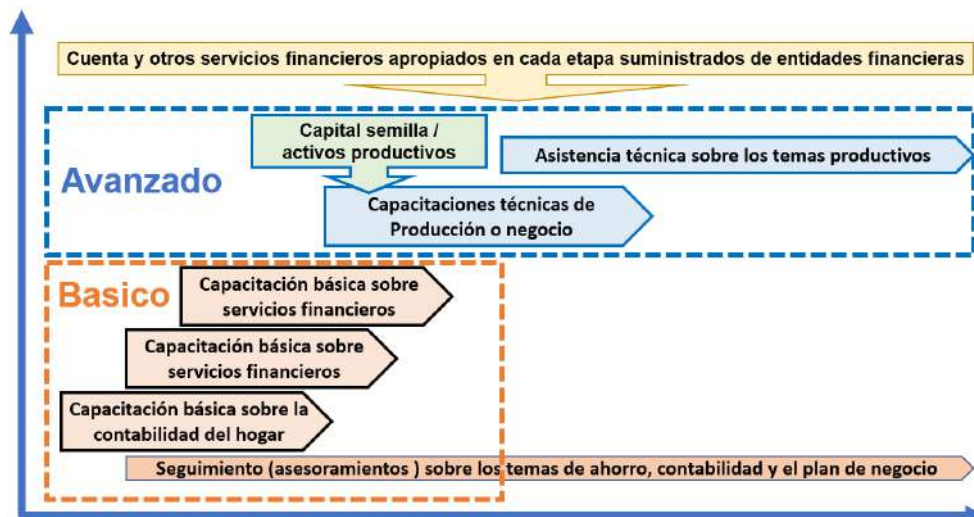 Cuenta y otros servicios financieros apropiados en cada etapa suministrados de entidades financieras
Capital semilla /
activos productivos
Asistencia técnica sobre los temas productivos
Avanzado
Capacitaciones técnicas de
Producción o negocio
Basico
Capacitación básica sobre
servicios financieros
Capacitación básica sobre
servicios financieros
Capacitación básica sobre la
contabilidad del hogar
Seguimiento (asesoramientos ) sobre los temas de ahorro, contabilidad y el plan de negocio